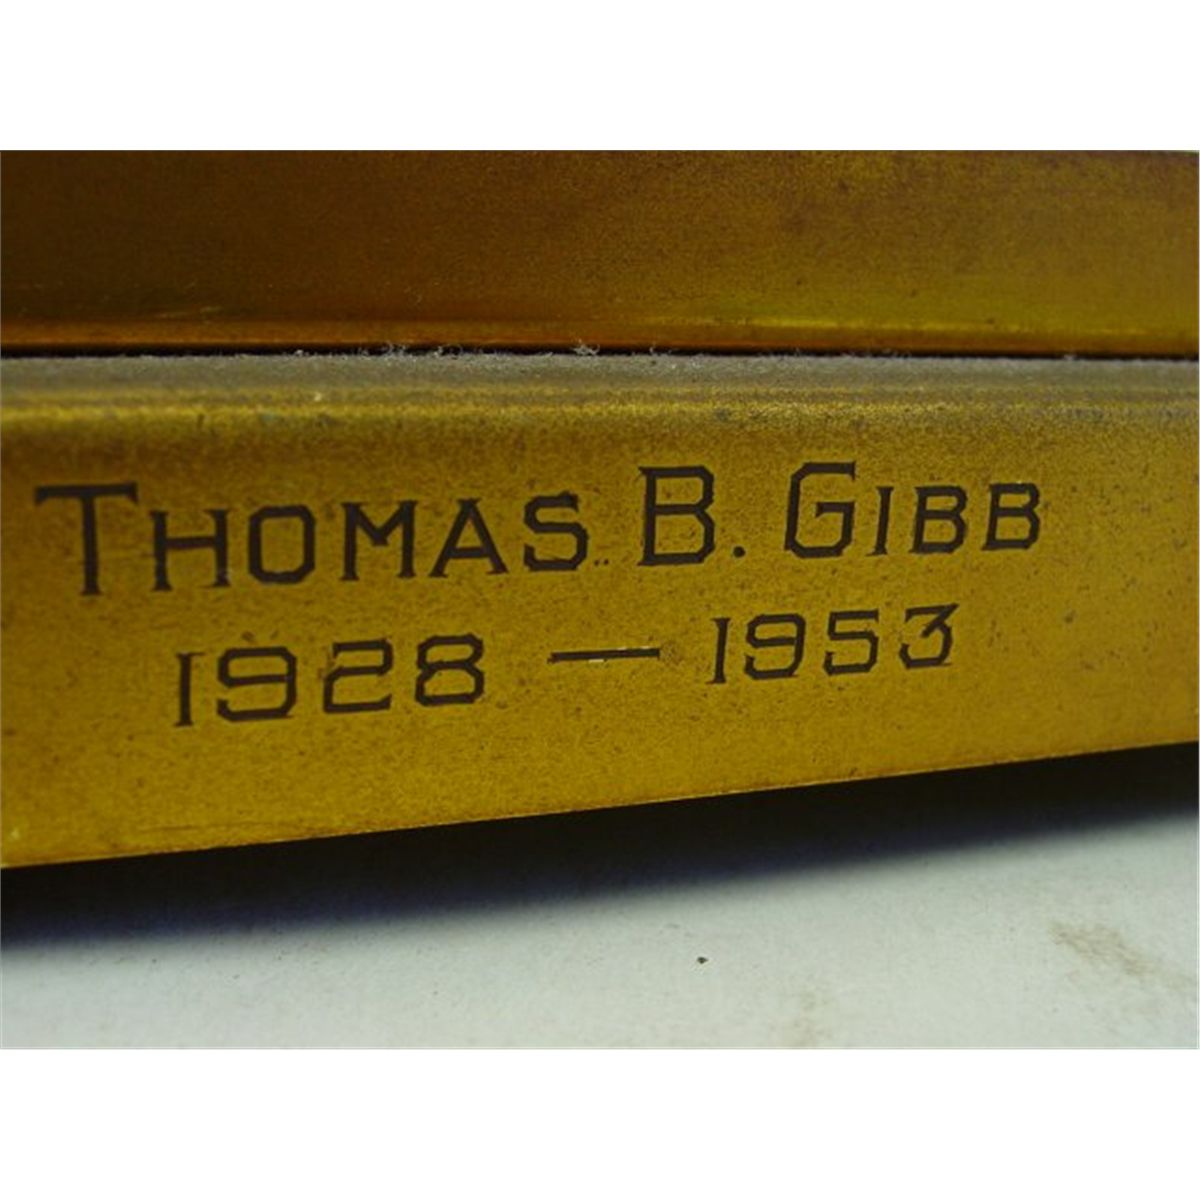 THOMAS B. GIBB
1928 — 1953